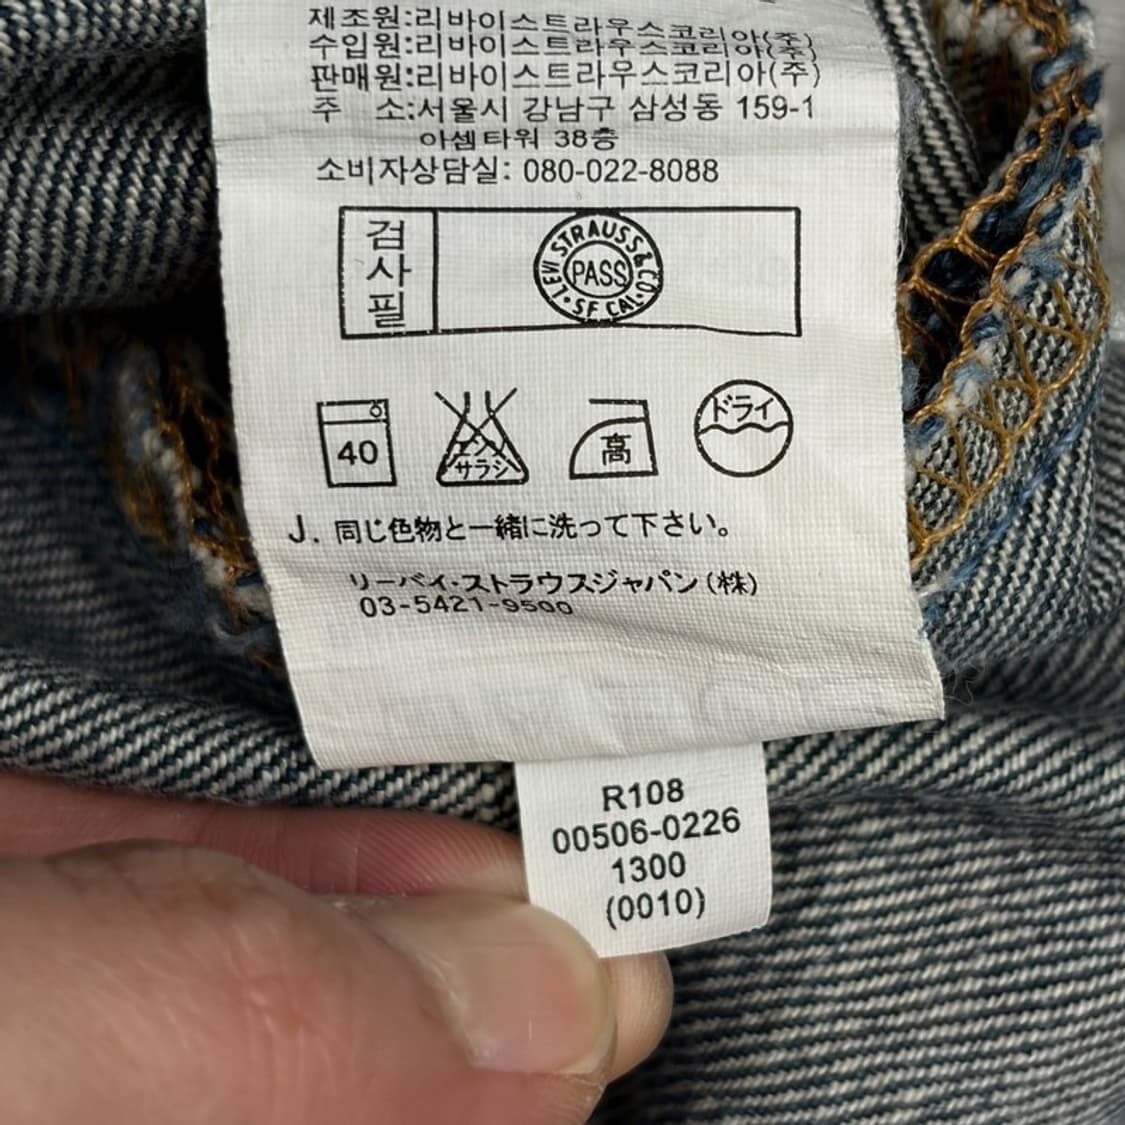 제조원:리바이스트라우스코리아(주)
수입원:리바이스트라우스코리아(주)
판매원:리바이스트라우스코리아(주)
주 소:서울시 강남구 삼성동 159-1
아셈타워 38층
소비자상담실: 080-022-8088
검사필
LEVI STRAUSS & CO.
PASS
SF CAL
40
エンソ
サラシ
高
ドライ
J. 同じ色物と一緒に洗って下さい。
リーバイ·ストラウスジャパン(株)
03-5421-9500
R108
00506-0226
1300
(0010)